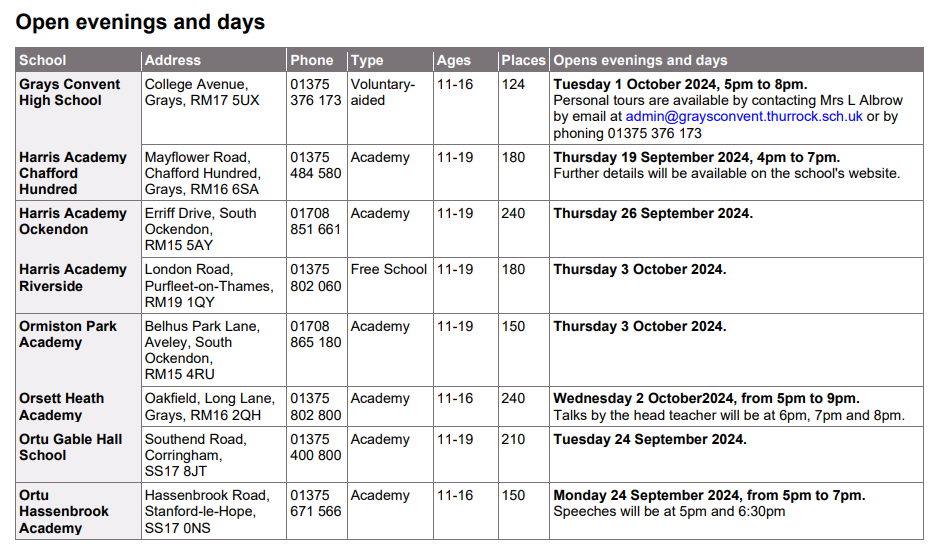 Open evenings and days
School Address Phone Type Ages Places Opens evenings and days
Grays Convent College Avenue, 01375 Voluntary- 11-16 124 Tuesday 1 October 2024, 5pm to 8pm.
High School Grays, RM17 5UX 376 173 aided Personal tours are available by contacting Mrs L Albrow
by email at admin@graysconvent.thurrock.sch.uk or by
phoning 01375 376 173
Harris Academy Mayflower Road, 01375 Academy 11-19 180 Thursday 19 September 2024, 4pm to 7pm.
Chafford Chafford Hundred, 484 580 Further details will be available on the school's website.
Hundred Grays, RM16 6SA
Harris Academy Erriff Drive, South 01708 Academy 11-19 240 Thursday 26 September 2024.
Ockendon Ockendon, 851 661
RM15 5AY
Harris Academy London Road, 01375 Free School 11-19 180 Thursday 3 October 2024.
Riverside Purfleet-on-Thames, 802 060
RM19 1QY
Ormiston Park Belhus Park Lane, 01708 Academy 11-19 150 Thursday 3 October 2024.
Academy Aveley, South 865 180
Ockendon,
RM15 4RU
Orsett Heath Oakfield, Long Lane, 01375 Academy 11-16 240 Wednesday 2 October2024, from 5pm to 9pm.
Academy Grays, RM16 2QH 802 800 Talks by the head teacher will be at 6pm, 7pm and 8pm.
Ortu Gable Hall Southend Road, 01375 Academy 11-19 210 Tuesday 24 September 2024.
School Corringham, 400 800
SS17 8JT
Ortu Hassenbrook Road, 01375 Academy 11-16 150 Monday 24 September 2024, from 5pm to 7pm.
Hassenbrook Stanford-le-Hope, 671 566 Speeches will be at 5pm and 6:30pm
Academy SS17 0NS